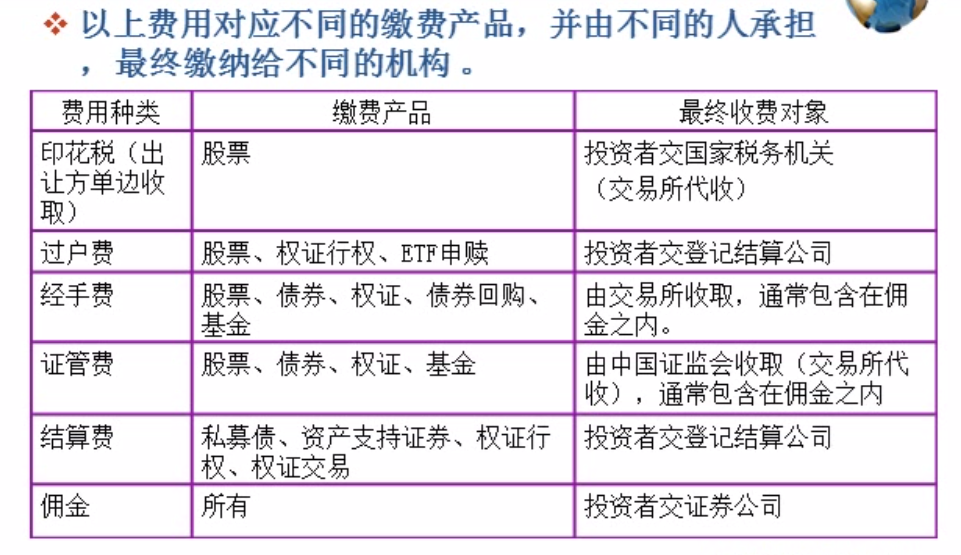 以上费用对应不同的缴费产品，并由不同的人承担
，最终缴纳给不同的机构 。
费用种类 缴费产品 最终收费对象
印花税（出
让方单边收
取）
股票
投资者交国家税务机关
（交易所代收）
过户费
股票、权证行权、ETF申赎
投资者交登记结算公司
经手费
股票、债券、权证、债券回购、
基金
由交易所收取，通常包含在佣
金之内。
证管费
股票、债券、权证、基金
由中国证监会收取（交易所代
收），通常包含在佣金之内
结算费
私募债、资产支持证券、权证行
权、权证交易
投资者交登记结算公司
佣金
所有
投资者交证券公司